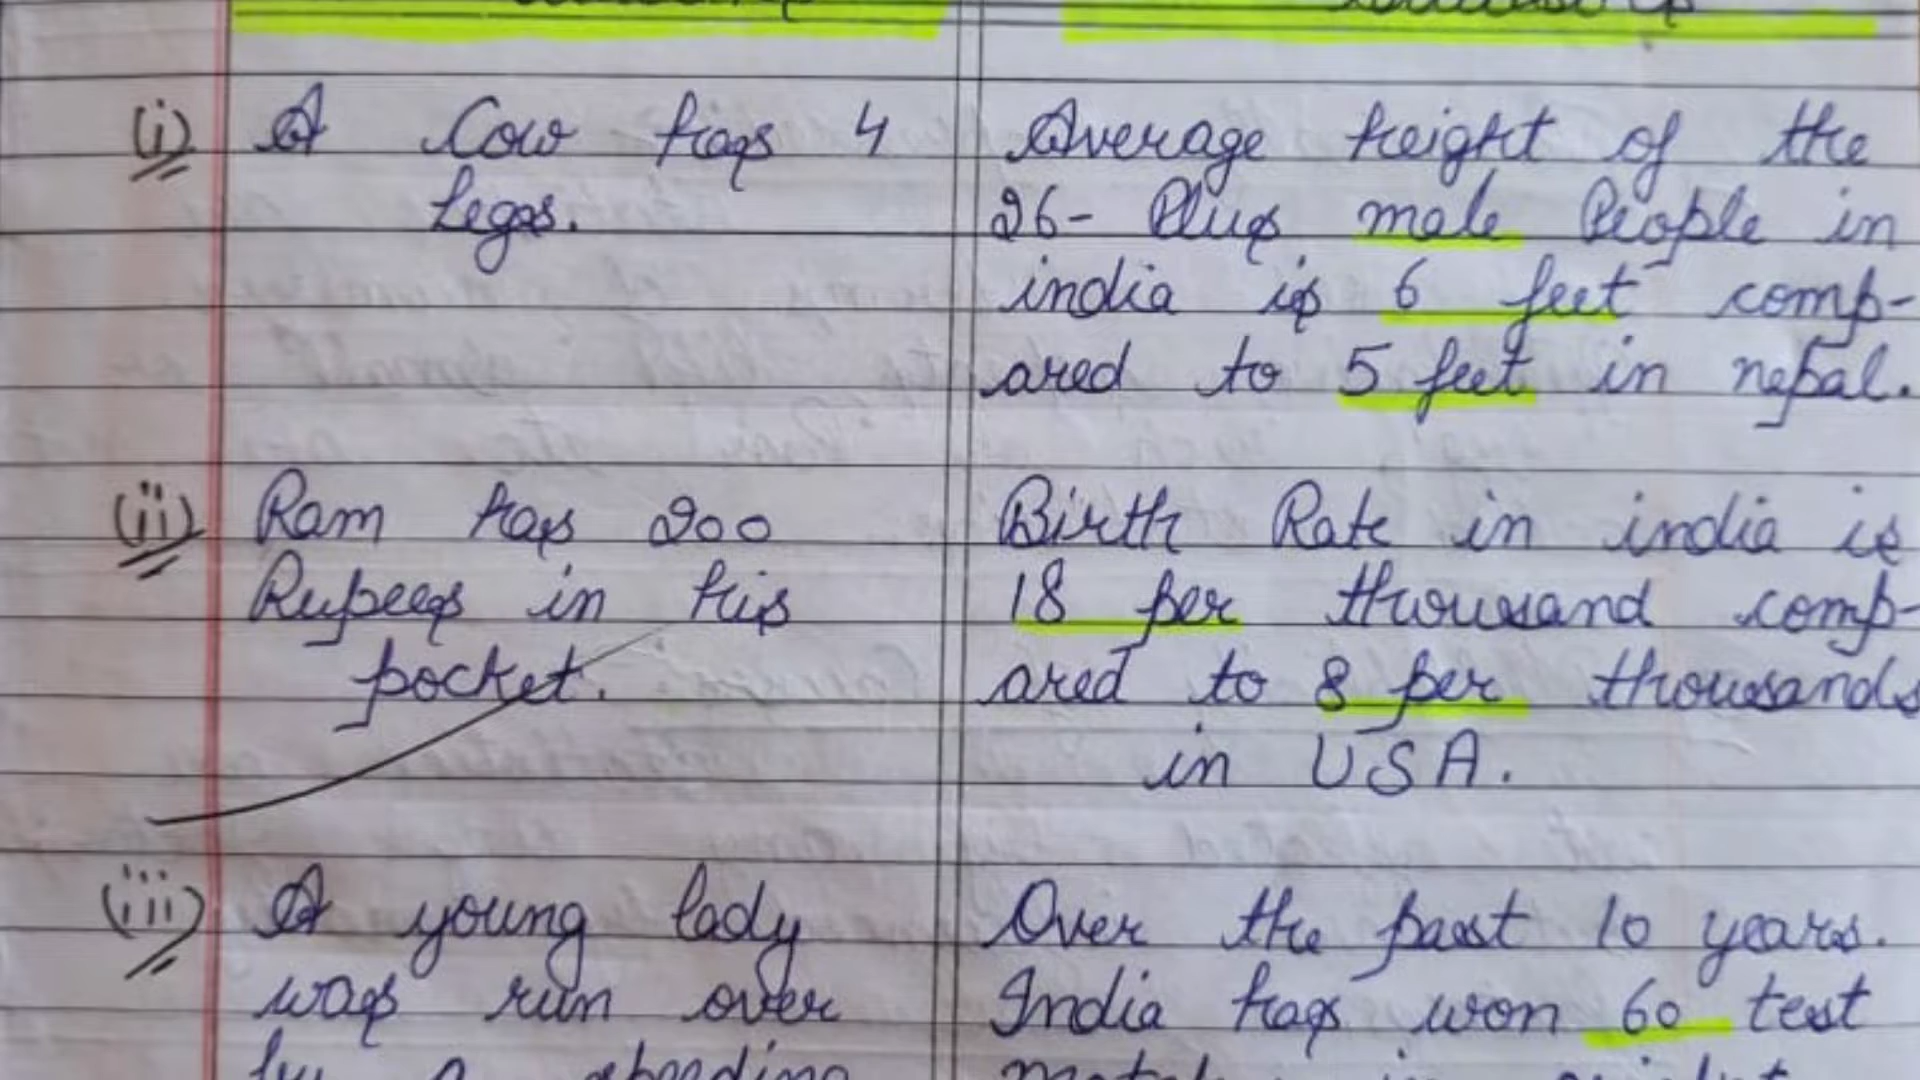 (i) A Cow has 4
Legs.
Average height of the
26- Plus male People in
india is 6 feet comp-
ared to 5 feet in nepal.
(ii) Ram has 200
Rupees in his
pocket.
Birth Rate in india is
18 per thousand comp-
ared to 8 per thousands
in USA.
(iii) A young lady
was run over
by a speeding
Over the past 10 years.
India has won 60 test